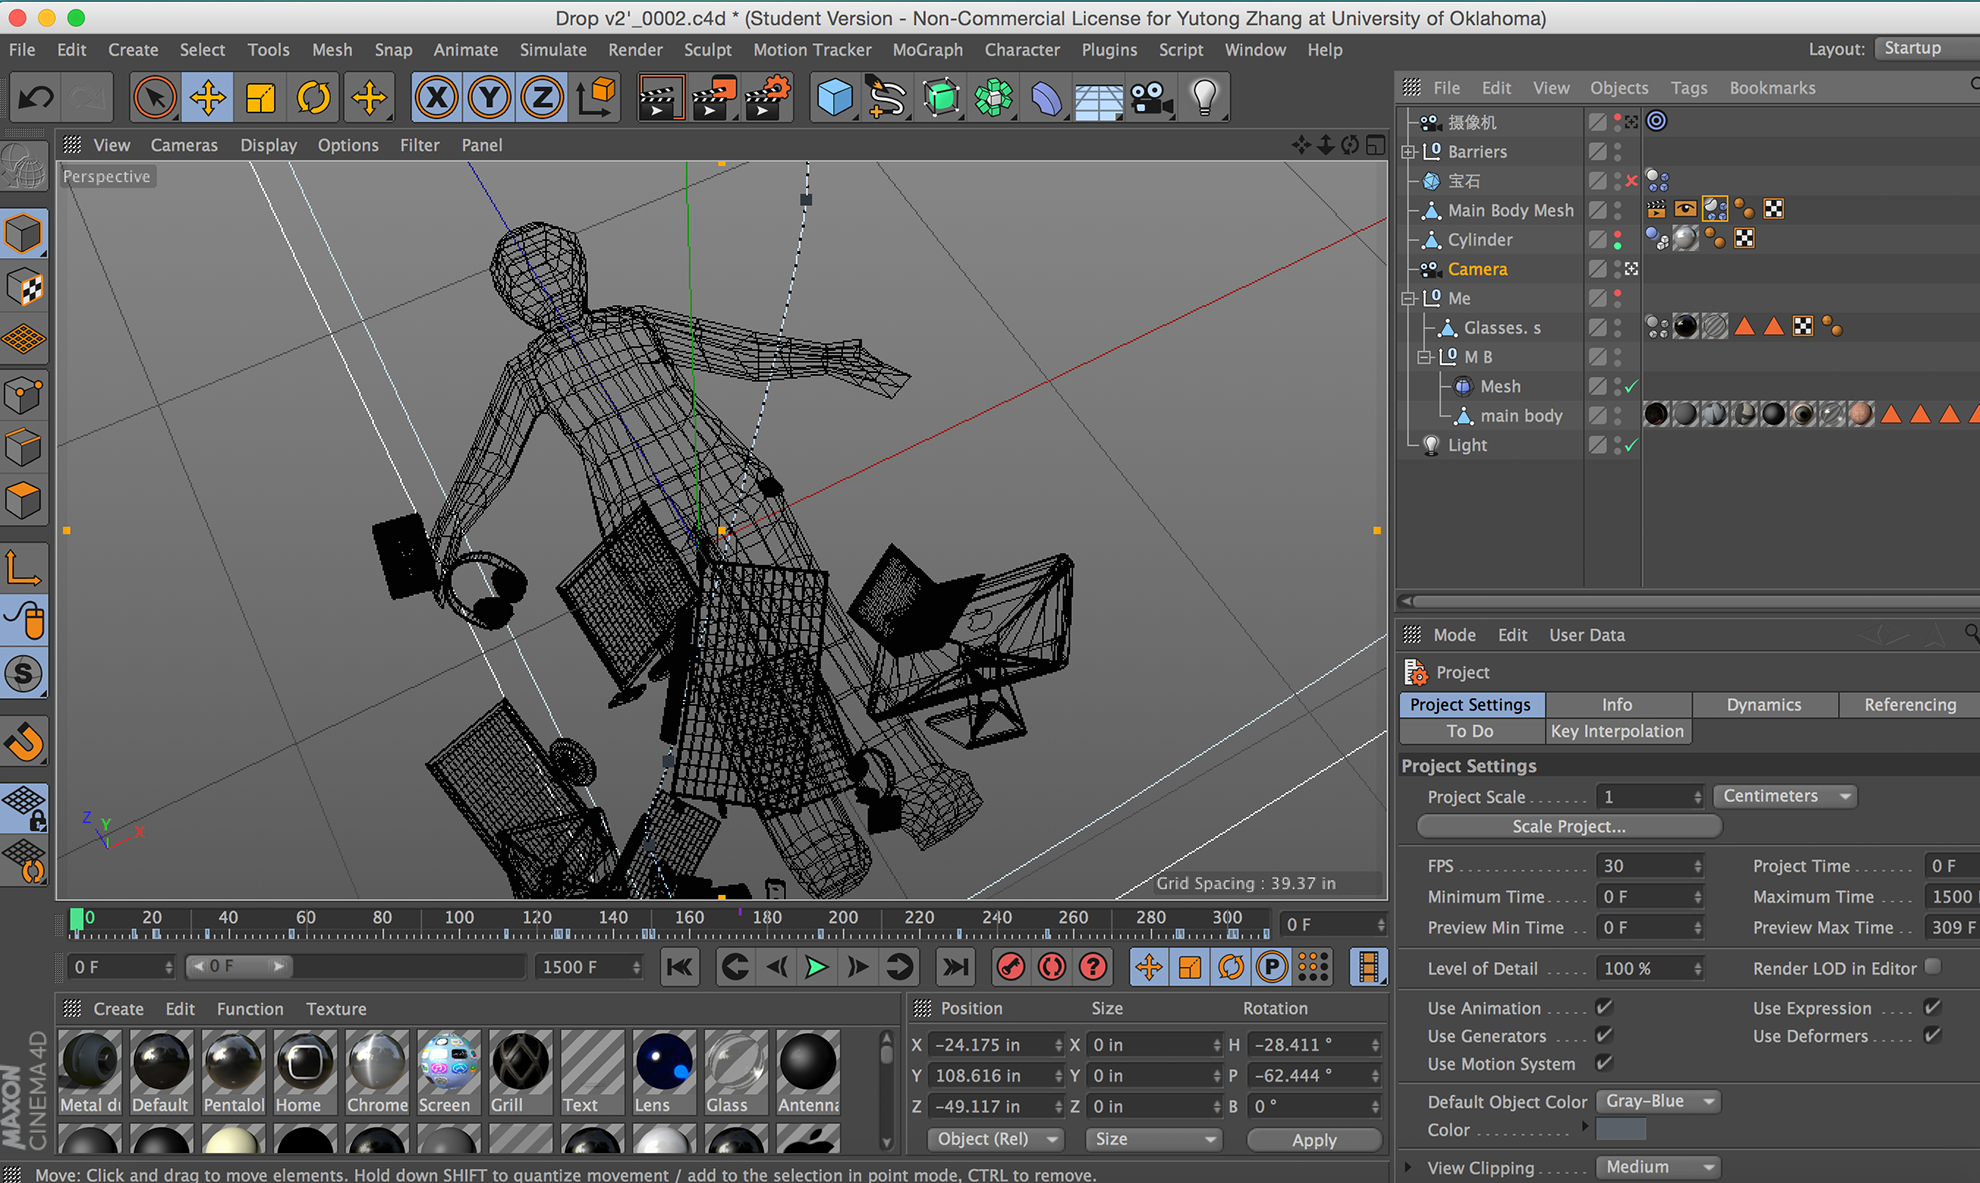 Drop v2'_0002.c4d * (Student Version - Non-Commercial License for Yutong Zhang at University of Oklahoma)
File Edit Create Select Tools Mesh Snap Animate Simulate Render Sculpt Motion Tracker MoGraph Character Plugins Script Window Help
Layout: Startup
X Y Z
File Edit View Objects Tags Bookmarks
View Cameras Display Options Filter Panel
Perspective
摄像机
Barriers
宝石
Main Body Mesh
Cylinder
Camera
Me
Glasses. s
M B
Mesh
main body
Light
Z Y X
Grid Spacing : 39.37 in
Mode Edit User Data
Project
Project Settings Info Dynamics Referencing
To Do Key Interpolation
Project Settings
Project Scale . . . . . . . 1 Centimeters
Scale Project...
FPS . . . . . . . . . . . . . . . 30 Project Time . . . . . . . 0 F
Minimum Time. . . . . 0 F Maximum Time . . . . 1500
Preview Min Time . . 0 F Preview Max Time . . 309 F
Level of Detail . . . . . 100 % Render LOD in Editor
Use Animation . . . . . Use Expression . . . .
Use Generators . . . . Use Deformers . . . . .
Use Motion System
Default Object Color Gray-Blue
Color . . . . . . . . . . . . .
View Clipping . . . . . . Medium
0 20 40 60 80 100 120 140 160 180 200 220 240 260 280 300 0 F
0 F 0 F 1500 F
Create Edit Function Texture
Metal du Default Pentalol Home Chrome Screen Grill Text Lens Glass Antenna
Position Size Rotation
X -24.175 in X 0 in H -28.411 °
Y 108.616 in Y 0 in P -62.444 °
Z -49.117 in Z 0 in B 0 °
Object (Rel) Size Apply
MAXON
CINEMA 4D
Move: Click and drag to move elements. Hold down SHIFT to quantize movement / add to the selection in point mode, CTRL to remove.